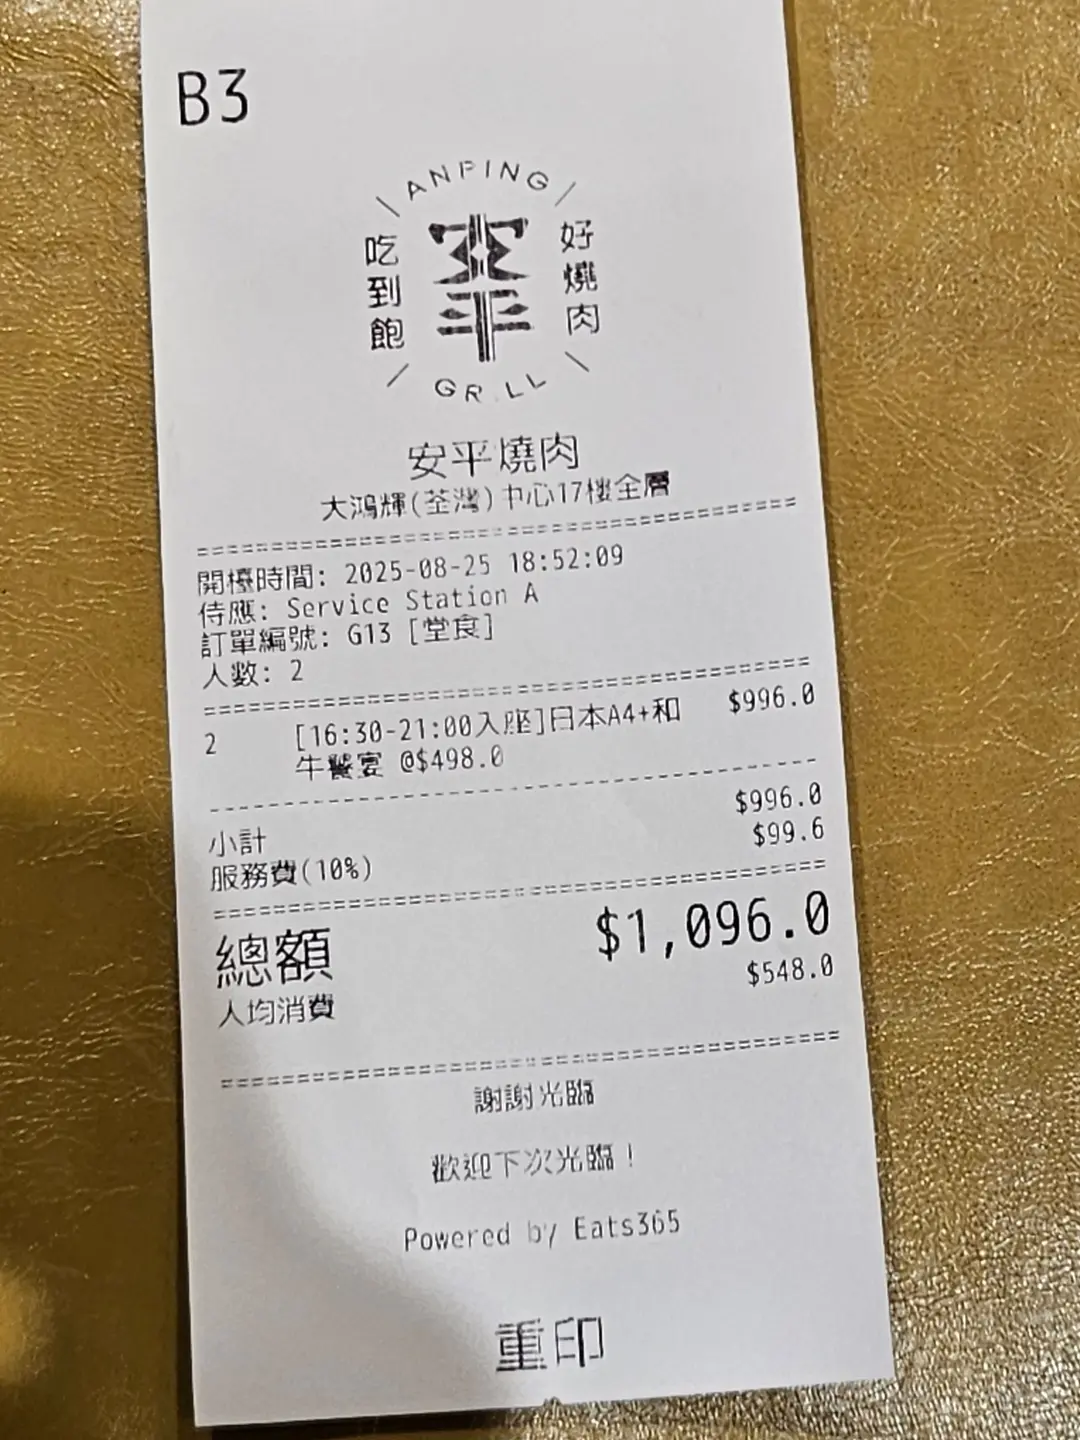 B3
ANPING
吃到飽
安平
好燒肉
GRILL
安平燒肉
大鴻輝(荃灣)中心17樓全層
開檯時間: 2025-08-25 18:52:09
侍應: Service Station A
訂單編號: G13 [堂食]
人數: 2
2 [16:30-21:00入座]日本A4+和 $996.0
牛饗宴 @$498.0
小計 $996.0
服務費(10%) $99.6
總額 $1,096.0
人均消費 $548.0
謝謝光臨
歡迎下次光臨!
Powered by Eats365
重印